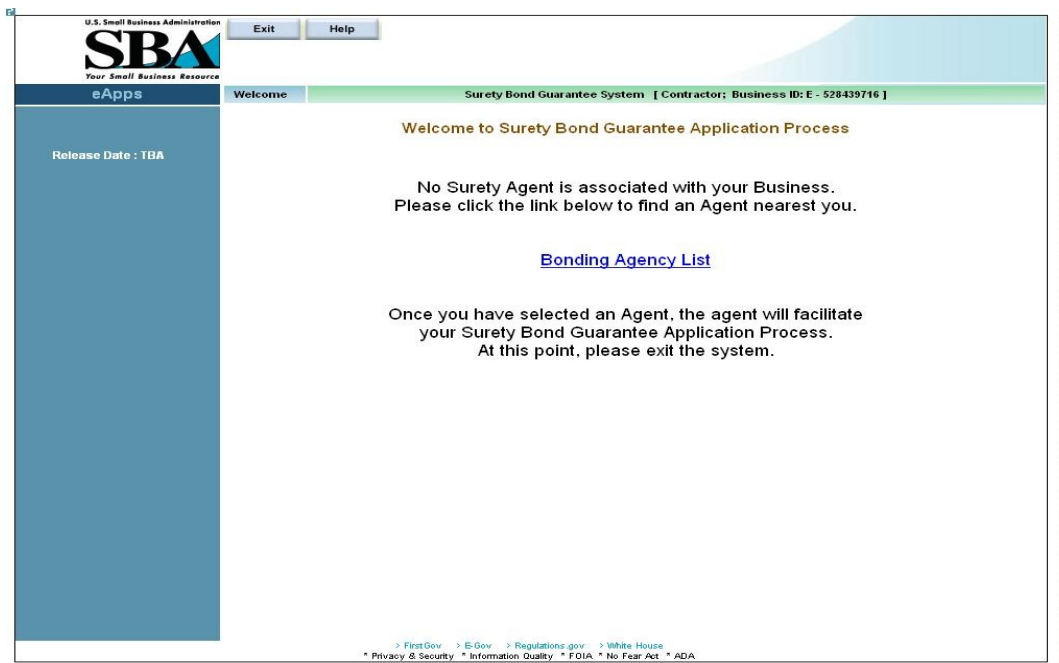 U.S. Small Business Administration
SBA
Your Small Business Resource
Exit Help
eApps
Welcome
Surety Bond Guarantee System [ Contractor; Business ID: E - 528439716 ]
Release Date : TBA
Welcome to Surety Bond Guarantee Application Process
No Surety Agent is associated with your Business.
Please click the link below to find an Agent nearest you.
Bonding Agency List
Once you have selected an Agent, the agent will facilitate
your Surety Bond Guarantee Application Process.
At this point, please exit the system.
> FirstGov > E-Gov > Regulations.gov > White House
* Privacy & Security * Information Quality * FOIA * No Fear Act * ADA